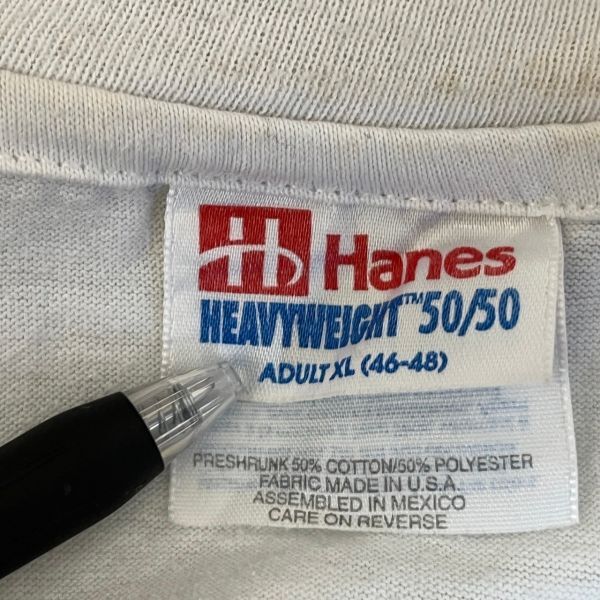 H Hanes
HEAVYWEIGHT™ 50/50
ADULT XL (46-48)
PRESHRUNK 50% COTTON/50% POLYESTER
FABRIC MADE IN U.S.A.
ASSEMBLED IN MEXICO
CARE ON REVERSE